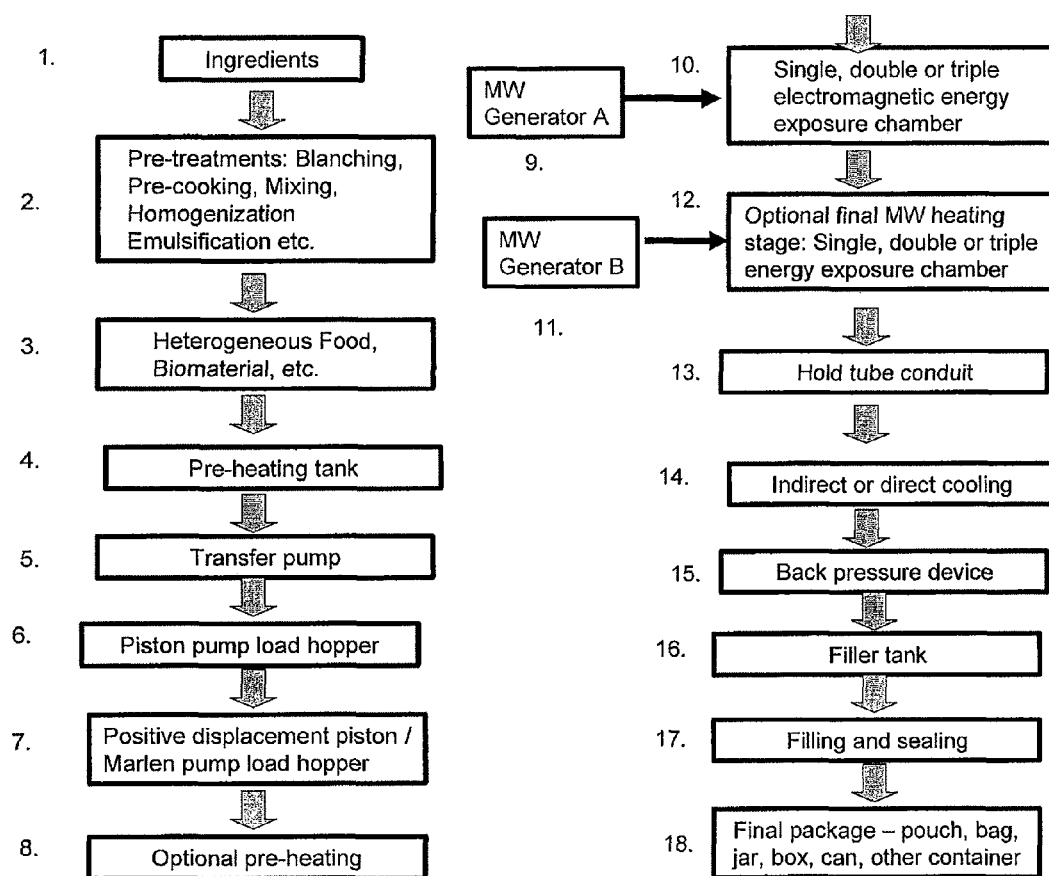 1.
Ingredients
2.
Pre-treatments: Blanching,
Pre-cooking, Mixing,
Homogenization
Emulsification etc.
3.
Heterogeneous Food,
Biomaterial, etc.
4.
Pre-heating tank
5.
Transfer pump
6.
Piston pump load hopper
7.
Positive displacement piston /
Marlen pump load hopper
8.
Optional pre-heating
MW
Generator A
9.
10.
Single, double or triple
electromagnetic energy
exposure chamber
MW
Generator B
11.
12.
Optional final MW heating
stage: Single, double or triple
energy exposure chamber
13.
Hold tube conduit
14.
Indirect or direct cooling
15.
Back pressure device
16.
Filler tank
17.
Filling and sealing
18.
Final package – pouch, bag,
jar, box, can, other container